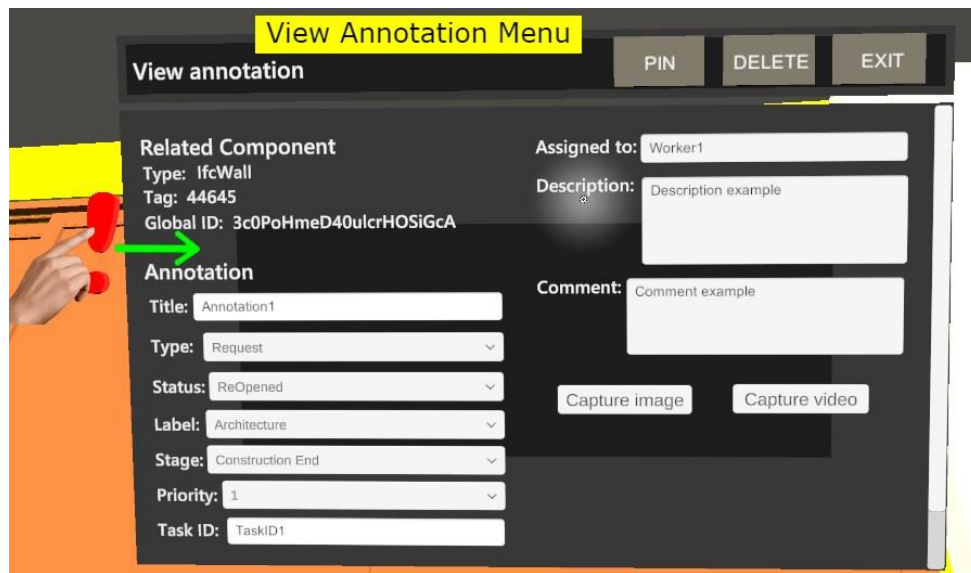 View Annotation Menu
View annotation
PIN
DELETE
EXIT
Related Component
Type: IfcWall
Tag: 44645
Global ID: 3c0PoHmeD40ulcrHOSiGcA
Annotation
Title: Annotation1
Type: Request
Status: ReOpened
Label: Architecture
Stage: Construction End
Priority: 1
Task ID: TaskID1
Assigned to: Worker1
Description: Description example
Comment: Comment example
Capture image
Capture video